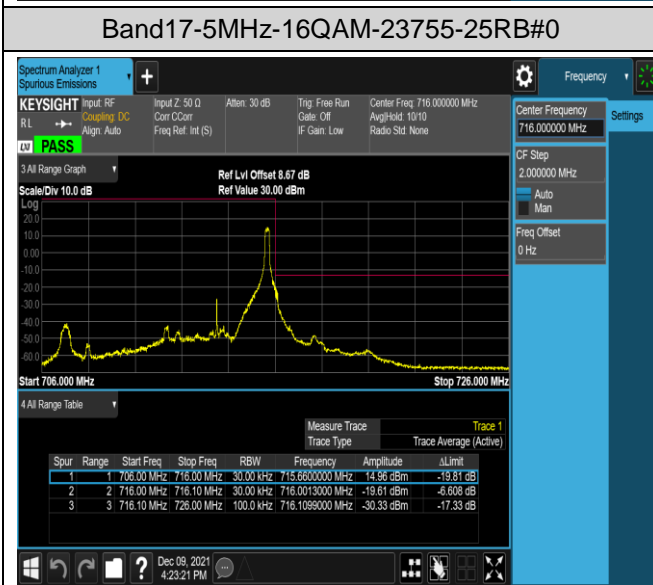 Band17-5MHz-16QAM-23755-25RB#0
Spectrum Analyzer 1
Spurious Emissions
+
Frequency
KEYSIGHT Input: RF Input Z: 50 Ω Atten: 30 dB Trig: Free Run Center Freq: 716.000000 MHz
RL Coupling: DC Corr CCorr Gate: Off Avg|Hold: 10/10
Align: Auto Freq Ref: Int (S) IF Gain: Low Radio Std: None
LXI PASS
Center Frequency
716.000000 MHz
Settings
CF Step
2.000000 MHz
Auto
Man
Freq Offset
0 Hz
3 All Range Graph
Ref Lvl Offset 8.67 dB
Scale/Div 10.0 dB Ref Value 30.00 dBm
Log
20.0
10.0
0.00
-10.0
-20.0
-30.0
-40.0
-50.0
-60.0
Start 706.000 MHz Stop 726.000 MHz
4 All Range Table
Measure Trace Trace 1
Trace Type Trace Average (Active)
Spur Range Start Freq Stop Freq RBW Frequency Amplitude ΔLimit
1 1 706.00 MHz 716.00 MHz 30.00 kHz 715.6600000 MHz 14.96 dBm -19.81 dB
2 2 716.00 MHz 716.10 MHz 30.00 kHz 716.0013000 MHz -19.61 dBm -6.608 dB
3 3 716.10 MHz 726.00 MHz 100.0 kHz 716.1099000 MHz -30.33 dBm -17.33 dB
? Dec 09, 2021
4:23:21 PM